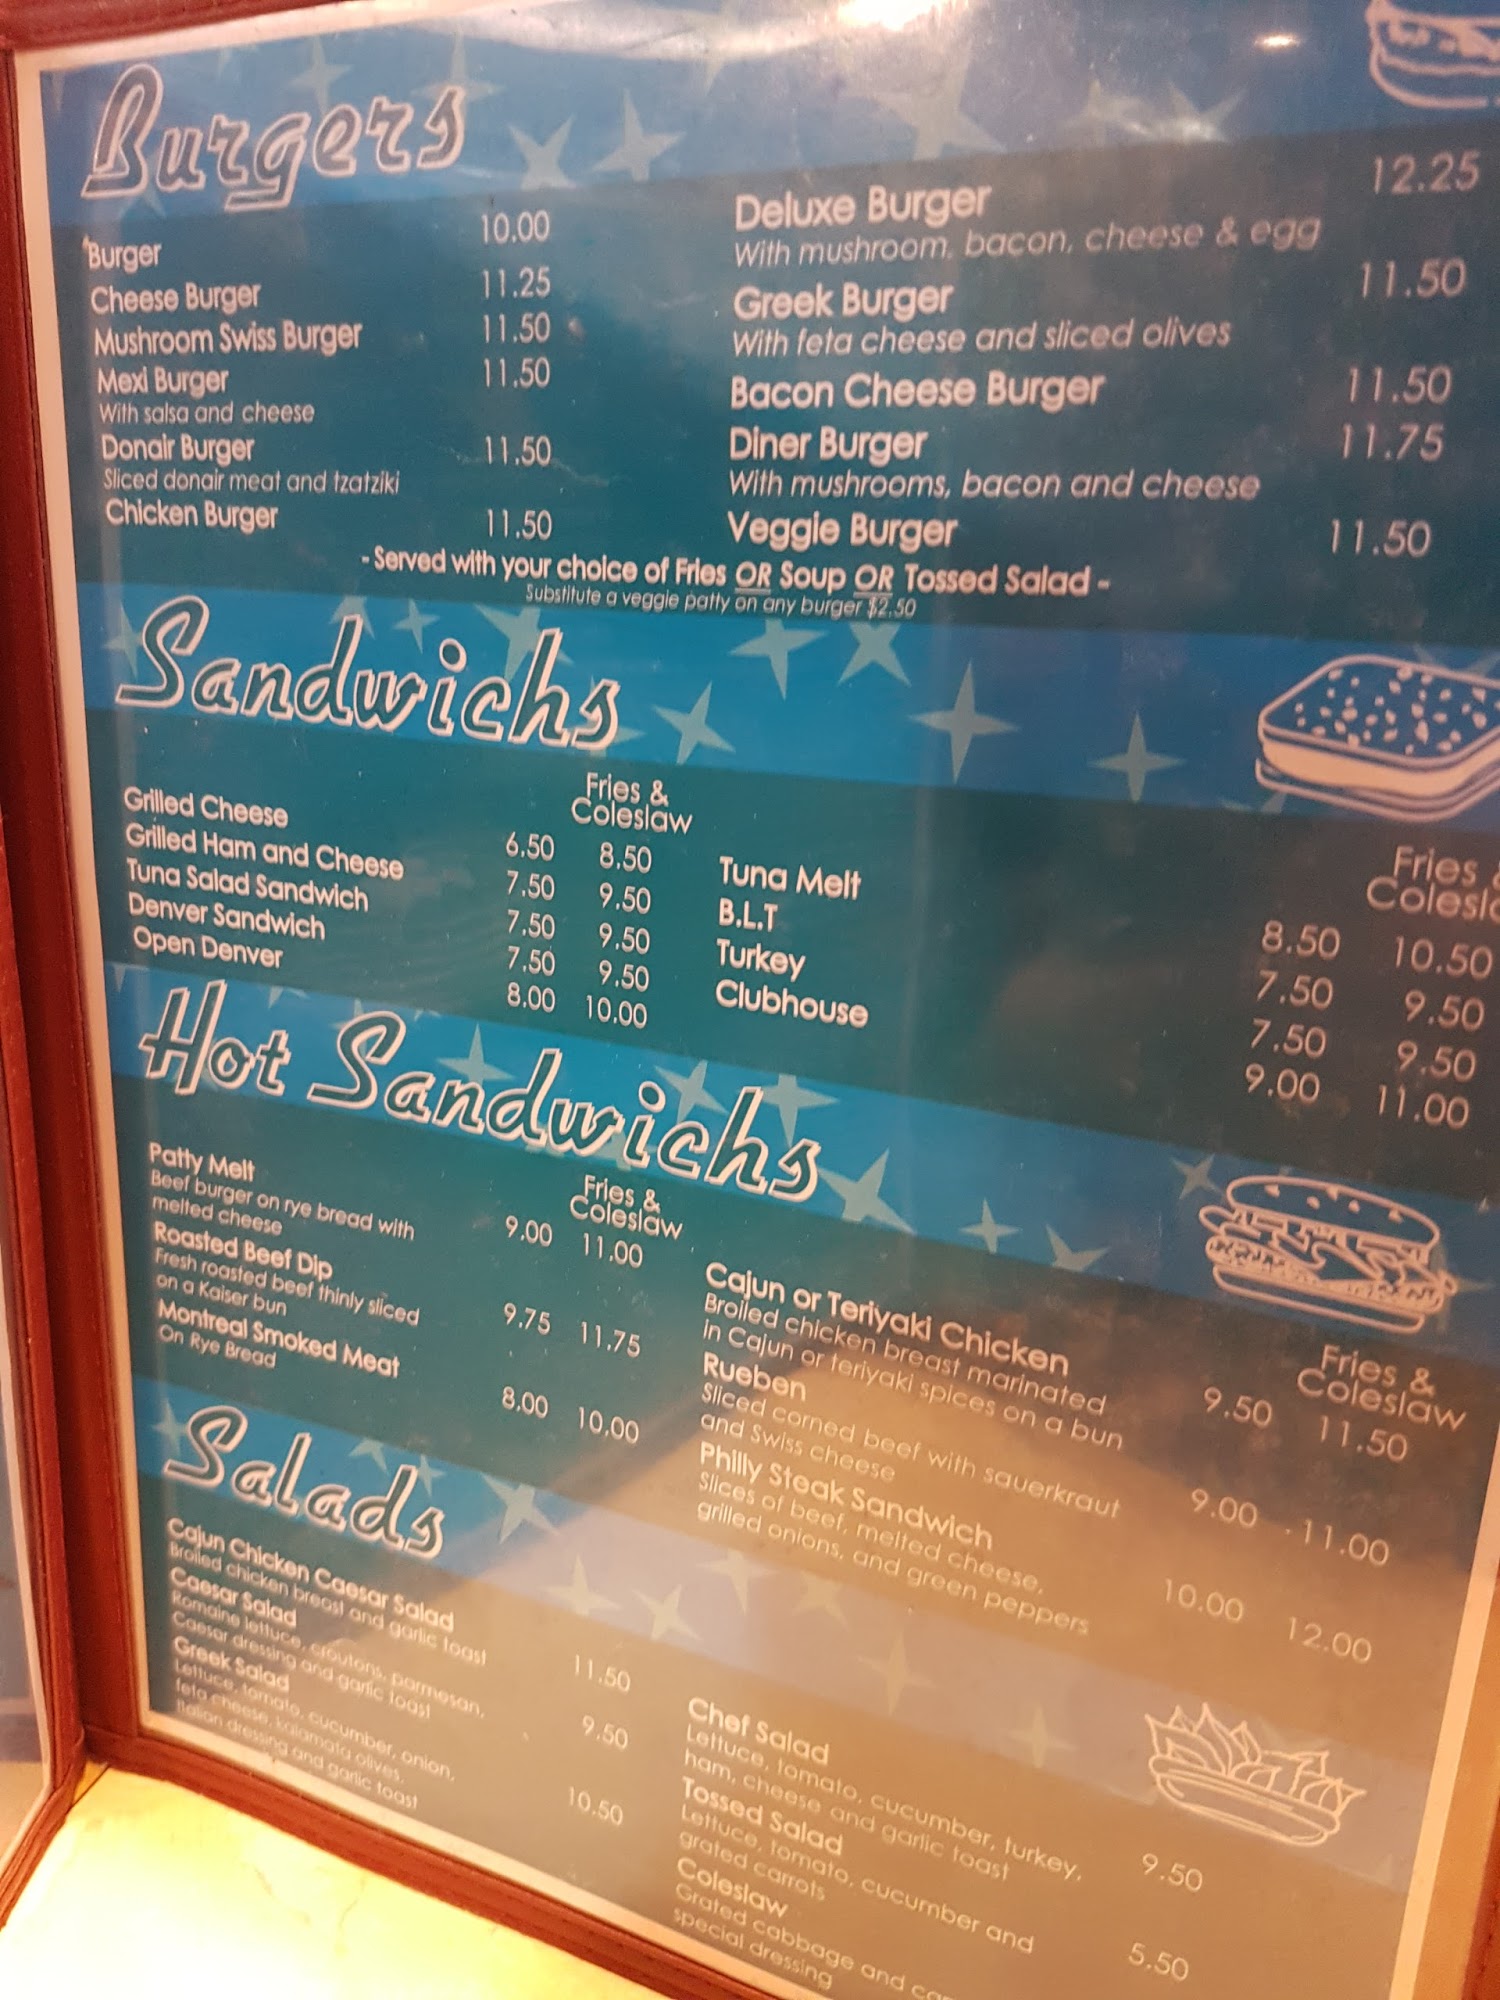 Burgers
Burger 10.00
Cheese Burger 11.25
Mushroom Swiss Burger 11.50
Mexi Burger 11.50
With salsa and cheese
Donair Burger 11.50
Sliced donair meat and tzatziki
Chicken Burger 11.50
Deluxe Burger 12.25
With mushroom, bacon, cheese & egg
Greek Burger 11.50
With feta cheese and sliced olives
Bacon Cheese Burger 11.50
Diner Burger 11.75
With mushrooms, bacon and cheese
Veggie Burger 11.50
- Served with your choice of Fries OR Soup OR Tossed Salad -
Substitute a veggie patty on any burger $2.50
Sandwichs
Fries &
Coleslaw
Grilled Cheese 6.50 8.50
Grilled Ham and Cheese 7.50 9.50
Tuna Salad Sandwich 7.50 9.50
Denver Sandwich 7.50 9.50
Open Denver 8.00 10.00
Fries
Tuna Melt 8.50 10.50
B.L.T 7.50 9.50
Turkey 7.50 9.50
Clubhouse 9.00 11.00
Hot Sandwichs
Fries &
Coleslaw
Patty Melt
Beef burger on rye bread with 9.00 11.00
melted cheese
Roasted Beef Dip
Fresh roasted beef thinly sliced 9.75 11.75
on a Kaiser bun
Montreal Smoked Meat
On Rye Bread 8.00 10.00
Fries &
Coleslaw
Cajun or Teriyaki Chicken
Broiled chicken breast marinated 9.50 11.50
in Cajun or teriyaki spices on a bun
Rueben
Sliced corned beef with sauerkraut 9.00 11.00
and Swiss cheese
Philly Steak Sandwich
Slices of beef, melted cheese, 10.00 12.00
grilled onions, and green peppers
Salads
Cajun Chicken Caesar Salad
Broiled chicken breast and garlic toast 11.50
Caesar Salad
Romaine lettuce, croutons, parmesan, 9.50
Caesar dressing and garlic toast
Greek Salad
Lettuce, tomato, cucumber, onion, 10.50
feta cheese, kalamata olives,
Italian dressing and garlic toast
Chef Salad
Lettuce, tomato, cucumber, turkey, 9.50
ham, cheese and garlic toast
Tossed Salad
Lettuce, tomato, cucumber and 5.50
grated carrots
Coleslaw
Grated cabbage and
special dressing